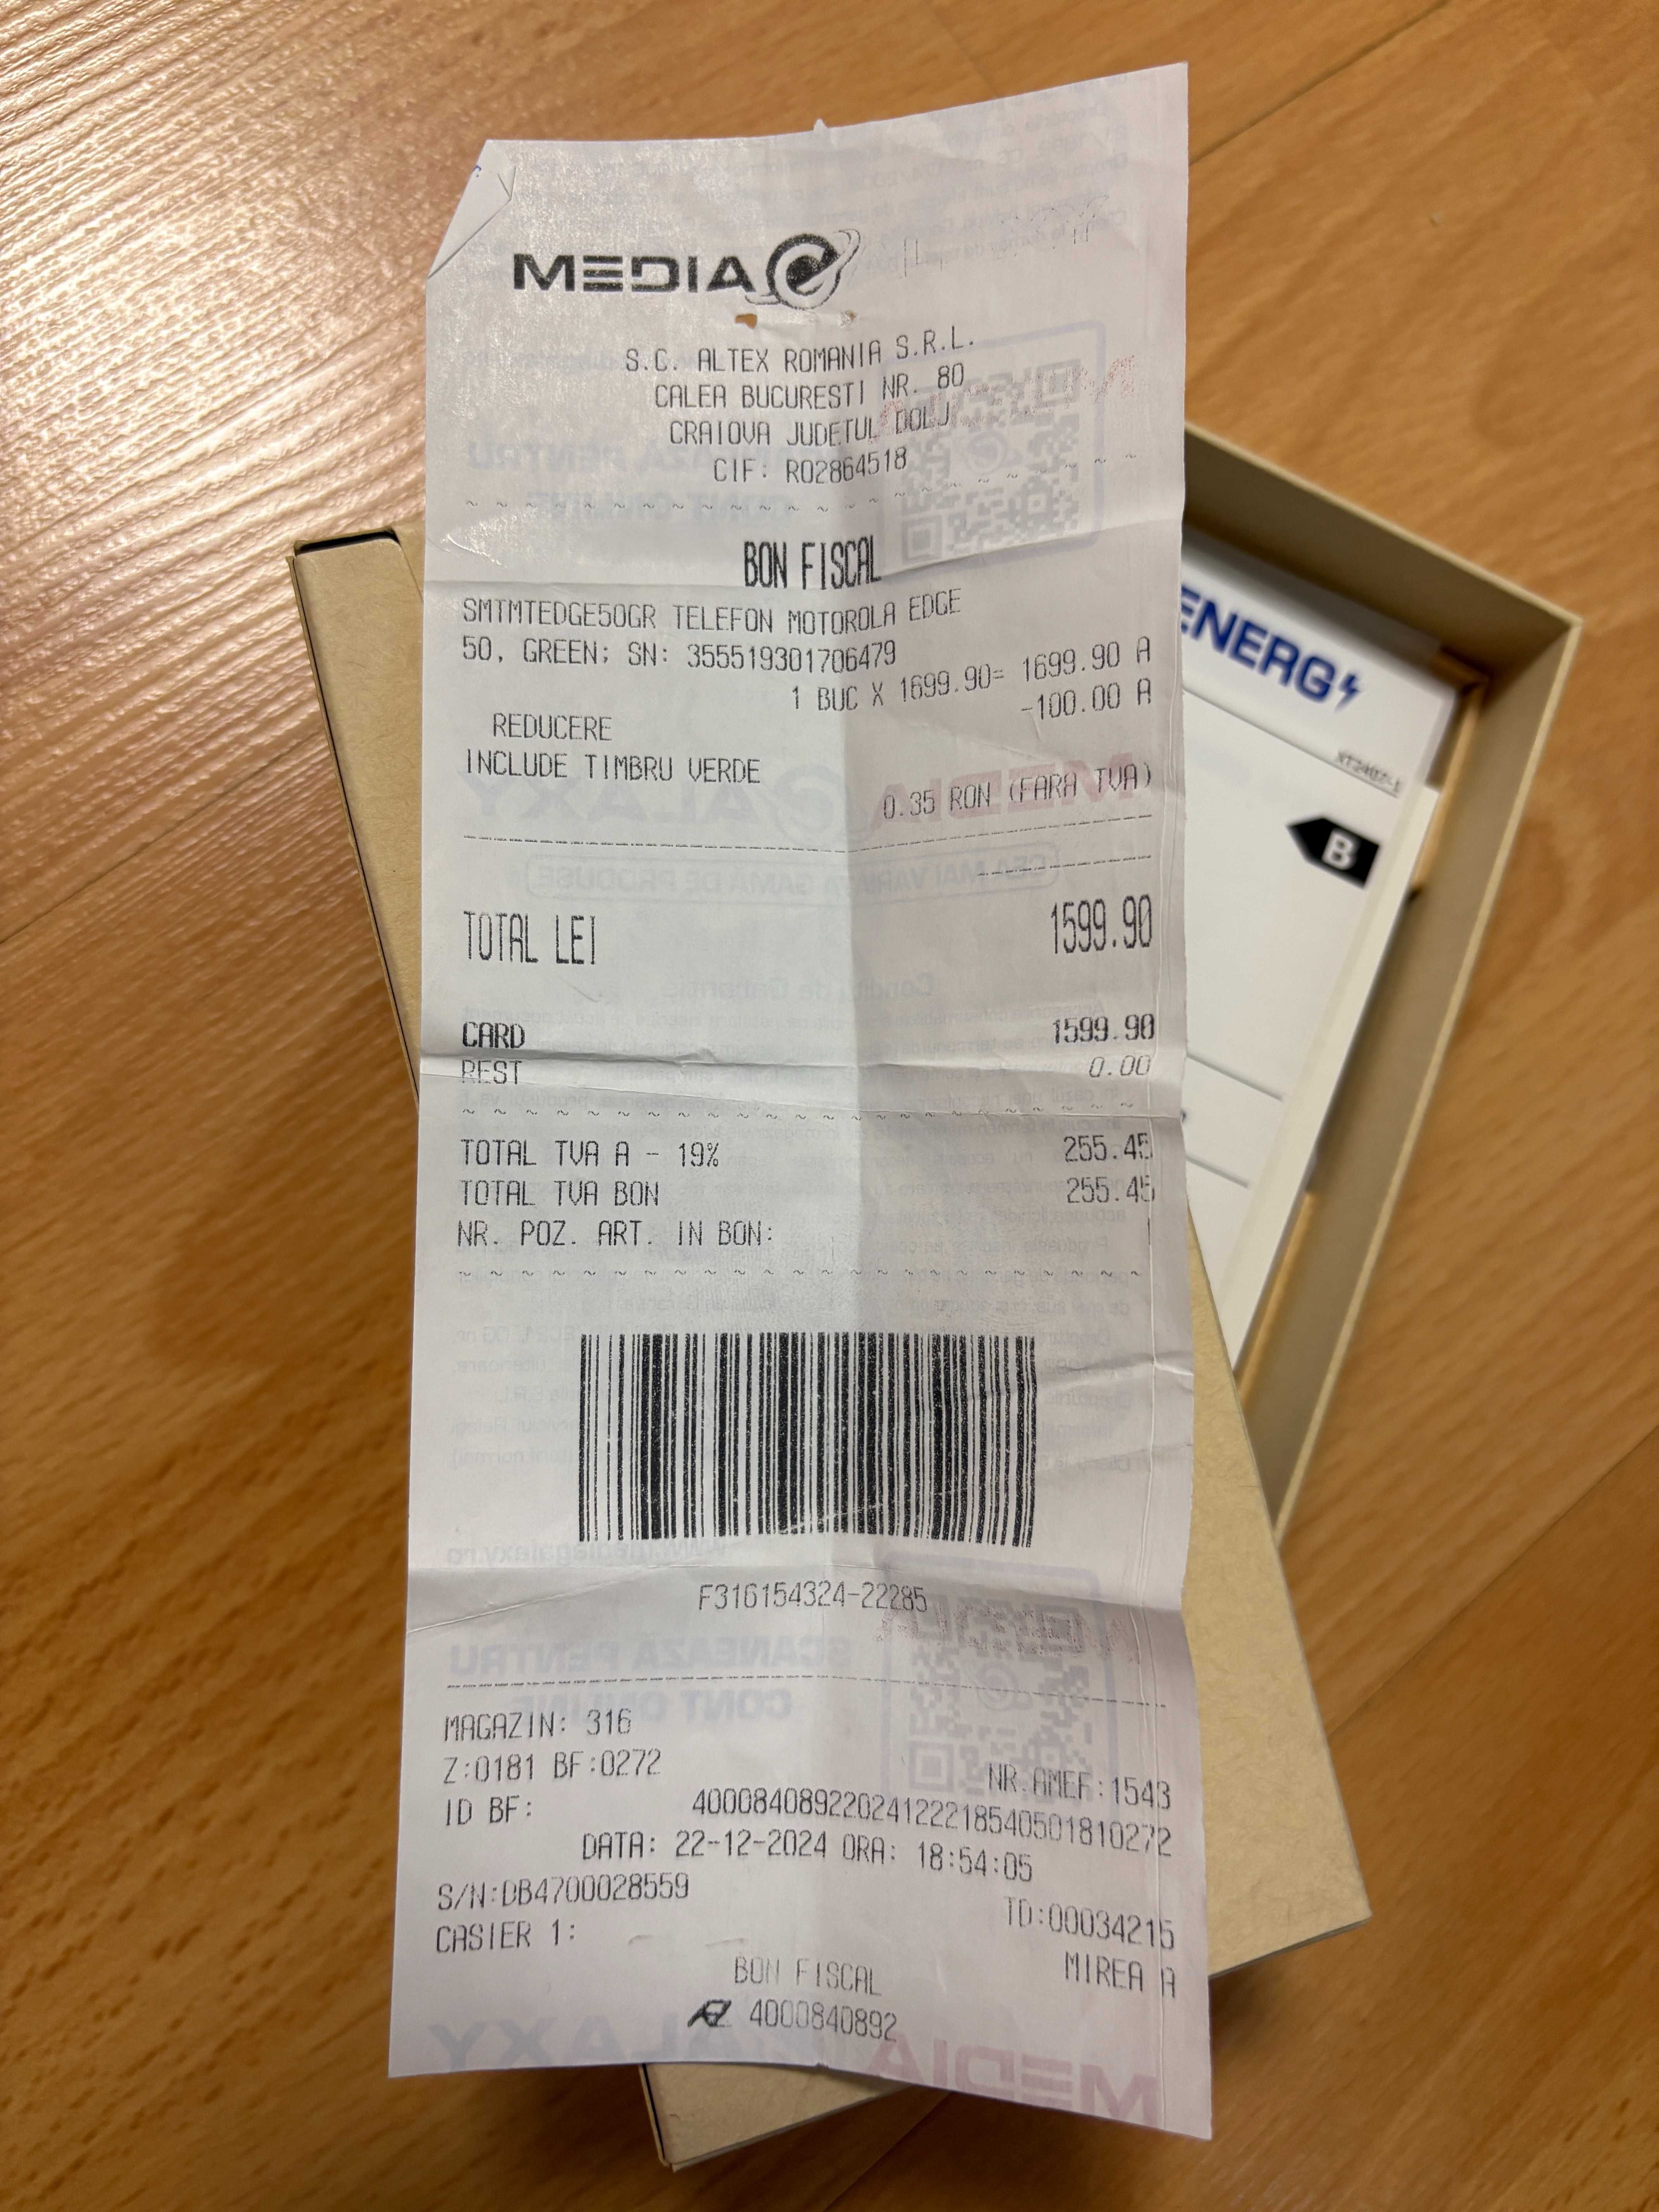 MEDIA
S.C. ALTEX ROMANIA S.R.L.
CALEA BUCURESTI NR. 80
CRAIOVA JUDETUL DOLJ
CIF: RO2864518
BON FISCAL
SMTMTEDGE50GR TELEFON MOTOROLA EDGE
50, GREEN; SN: 355519301706479
1 BUC X 1699.90= 1699.90 A
REDUCERE -100.00 A
INCLUDE TIMBRU VERDE
0.35 RON (FARA TVA)
TOTAL LEI 1599.90
CARD 1599.90
REST 0.00
TOTAL TVA A - 19% 255.45
TOTAL TVA BON 255.45
NR. POZ. ART. IN BON: 1
F316154324-22285
MAGAZIN: 316
Z:0181 BF:0272 NR.AMEF:1543
ID BF: 40008408922024122218540501810272
DATA: 22-12-2024 ORA: 18:54:05
S/N:DB4700028559 TD:00034215
CASIER 1: MIREA A
BON FISCAL
4000840892
ENERG
XT2407-1
B